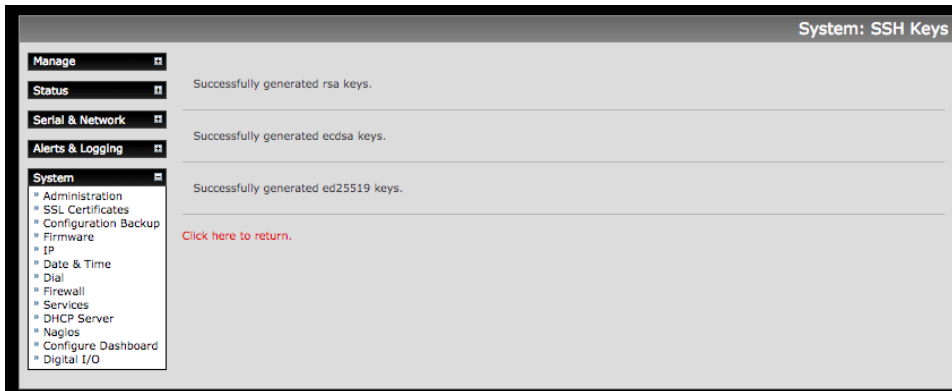 System: SSH Keys
Manage
Status
Serial & Network
Alerts & Logging
System
» Administration
» SSL Certificates
» Configuration Backup
» Firmware
» IP
» Date & Time
» Dial
» Firewall
» Services
» DHCP Server
» Nagios
» Configure Dashboard
» Digital I/O
Successfully generated rsa keys.
Successfully generated ecdsa keys.
Successfully generated ed25519 keys.
Click here to return.